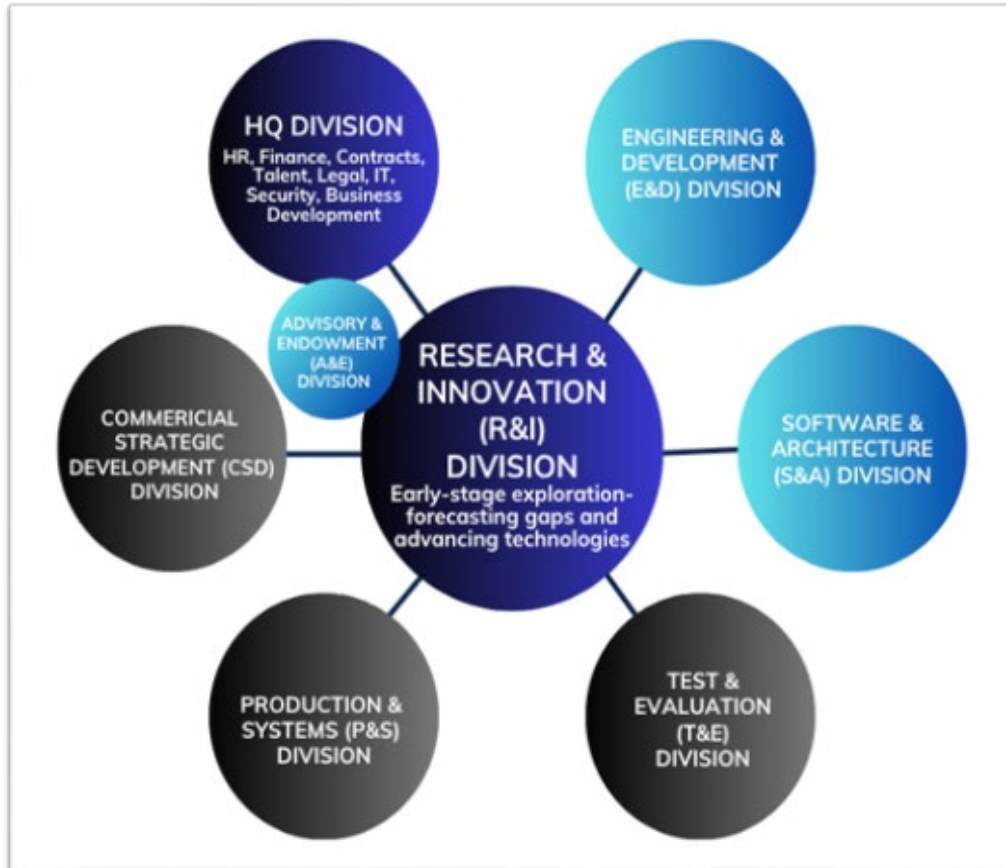 HQ DIVISION
HR, Finance, Contracts,
Talent, Legal, IT,
Security, Business
Development
ENGINEERING &
DEVELOPMENT
(E&D) DIVISION
ADVISORY &
ENDOWMENT
(A&E)
DIVISION
RESEARCH &
INNOVATION
(R&I)
DIVISION
Early-stage exploration-
forecasting gaps and
advancing technologies
COMMERICIAL
STRATEGIC
DEVELOPMENT (CSD)
DIVISION
SOFTWARE &
ARCHITECTURE
(S&A) DIVISION
PRODUCTION &
SYSTEMS (P&S)
DIVISION
TEST &
EVALUATION
(T&E)
DIVISION